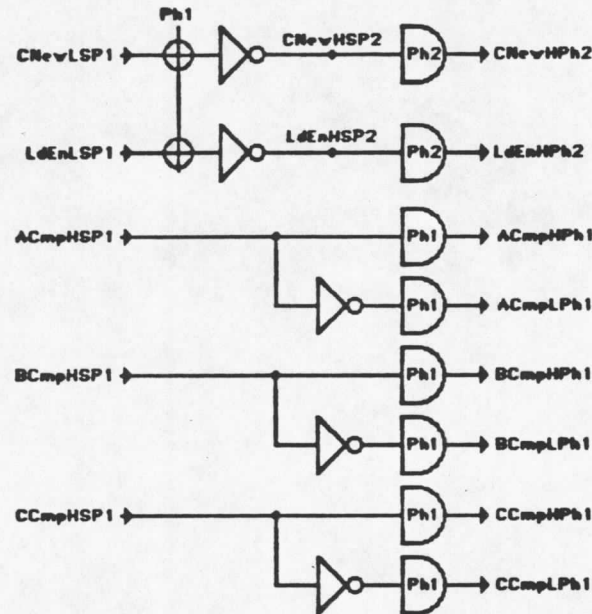 Ph1
CNewLSP1 CNewHSP2 Ph2 CNewHPh2
LdEnLSP1 LdEnHSP2 Ph2 LdEnHPh2
ACmpHSP1 Ph1 ACmpHPh1
Ph1 ACmpLPh1
BCmpHSP1 Ph1 BCmpHPh1
Ph1 BCmpLPh1
CCmpHSP1 Ph1 CCmpHPh1
Ph1 CCmpLPh1